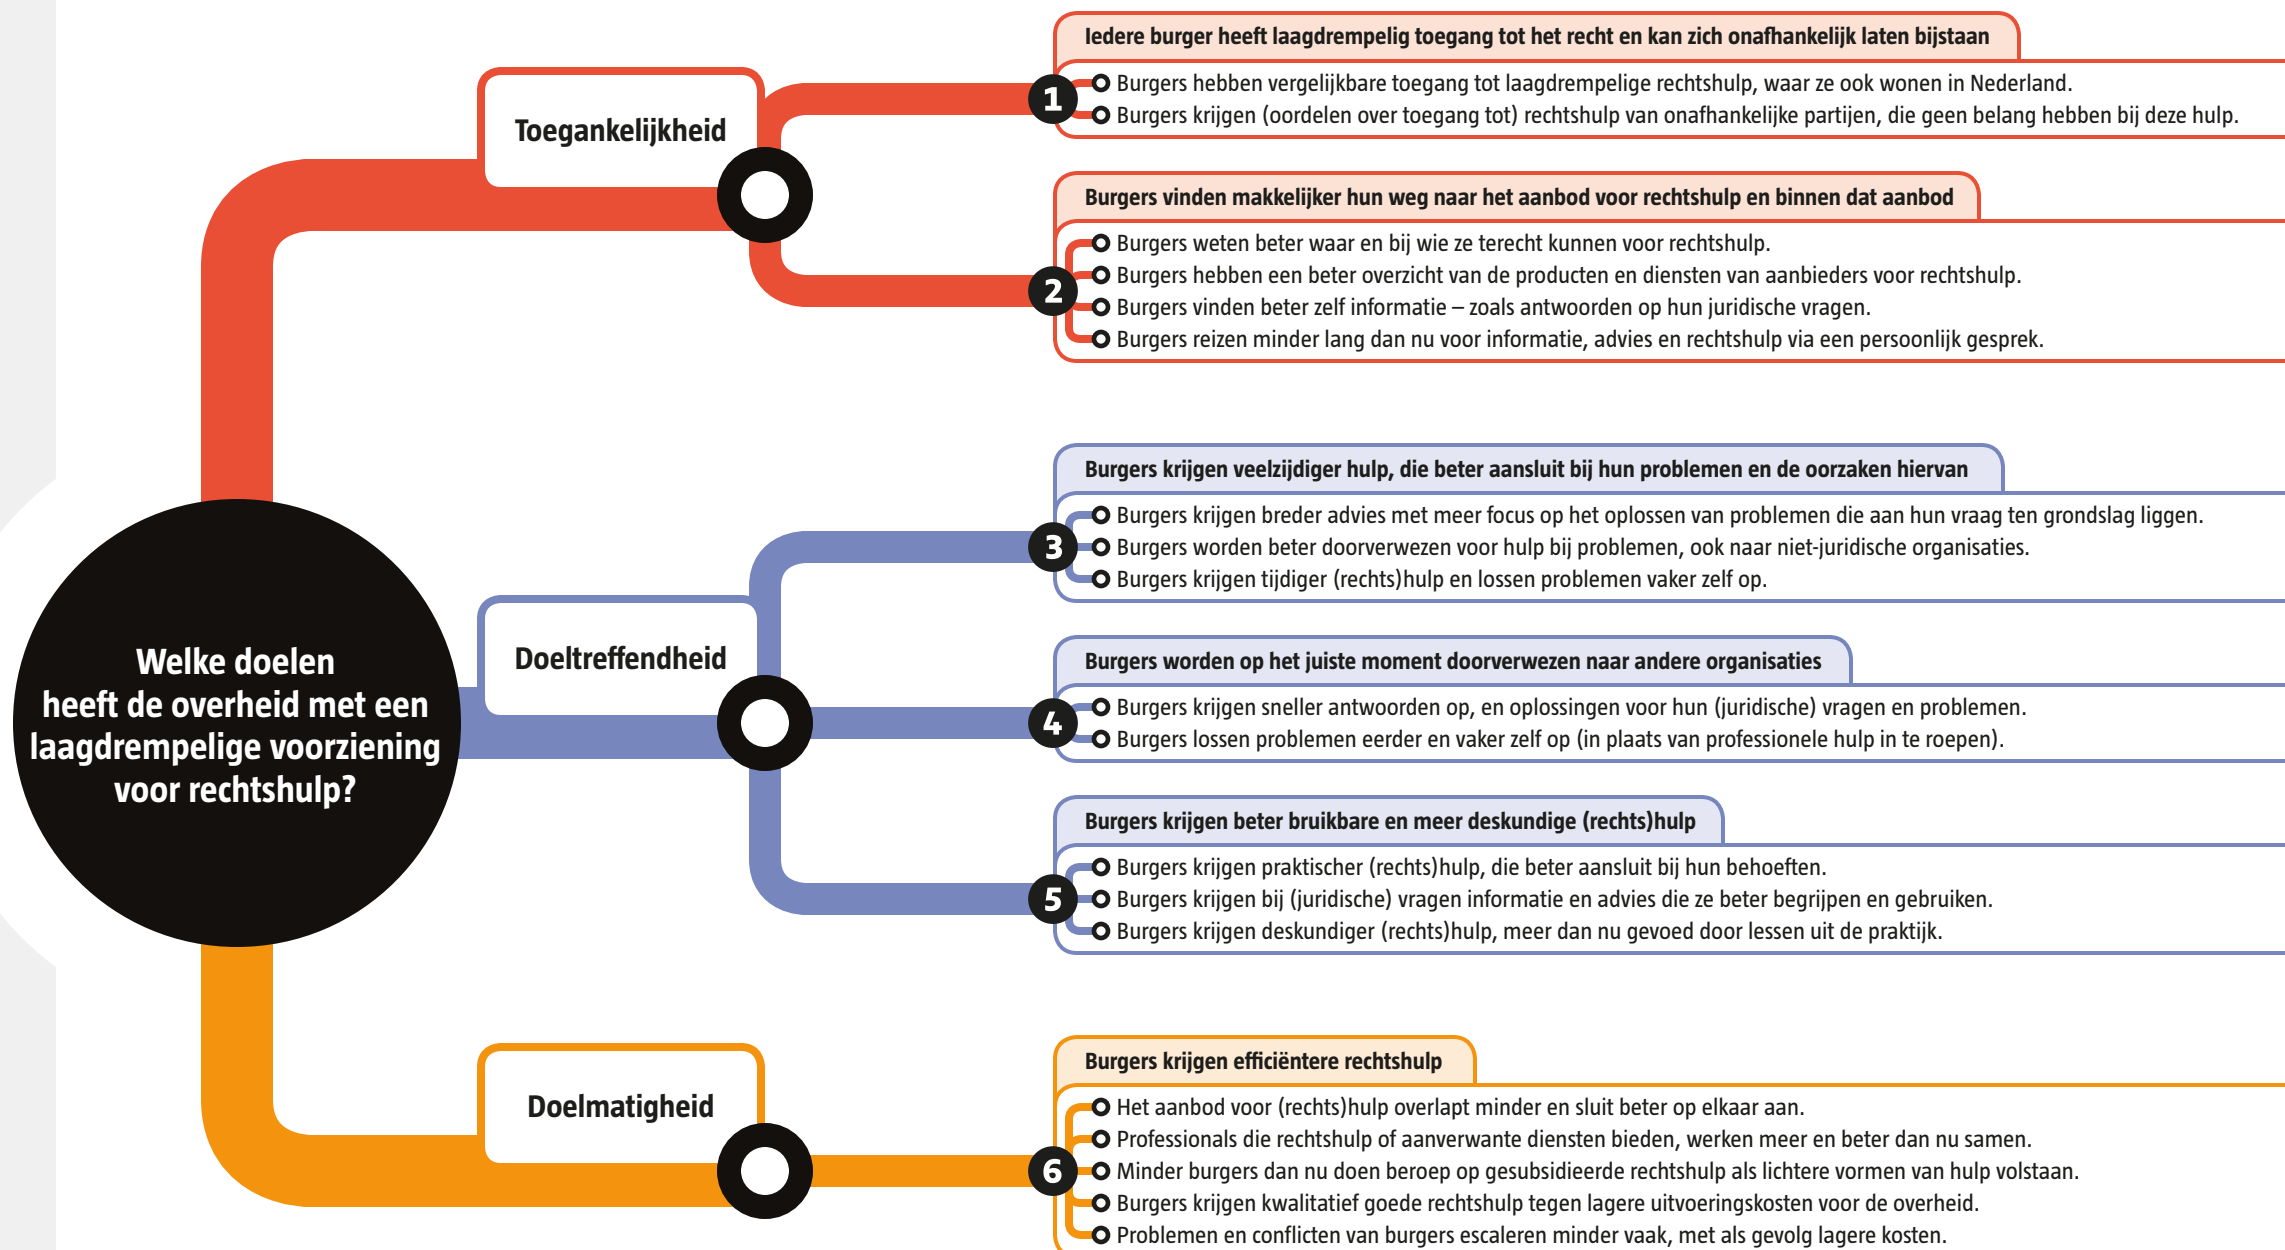 Welke doelen
heeft de overheid met een
laagdrempelige voorziening
voor rechtshulp?
Toegankelijkheid
1
Iedere burger heeft laagdrempelig toegang tot het recht en kan zich onafhankelijk laten bijstaan
Burgers hebben vergelijkbare toegang tot laagdrempelige rechtshulp, waar ze ook wonen in Nederland.
Burgers krijgen (oordelen over toegang tot) rechtshulp van onafhankelijke partijen, die geen belang hebben bij deze hulp.
2
Burgers vinden makkelijker hun weg naar het aanbod voor rechtshulp en binnen dat aanbod
Burgers weten beter waar en bij wie ze terecht kunnen voor rechtshulp.
Burgers hebben een beter overzicht van de producten en diensten van aanbieders voor rechtshulp.
Burgers vinden beter zelf informatie – zoals antwoorden op hun juridische vragen.
Burgers reizen minder lang dan nu voor informatie, advies en rechtshulp via een persoonlijk gesprek.
Doeltreffendheid
3
Burgers krijgen veelzijdiger hulp, die beter aansluit bij hun problemen en de oorzaken hiervan
Burgers krijgen breder advies met meer focus op het oplossen van problemen die aan hun vraag ten grondslag liggen.
Burgers worden beter doorverwezen voor hulp bij problemen, ook naar niet-juridische organisaties.
Burgers krijgen tijdiger (rechts)hulp en lossen problemen vaker zelf op.
4
Burgers worden op het juiste moment doorverwezen naar andere organisaties
Burgers krijgen sneller antwoorden op, en oplossingen voor hun (juridische) vragen en problemen.
Burgers lossen problemen eerder en vaker zelf op (in plaats van professionele hulp in te roepen).
5
Burgers krijgen beter bruikbare en meer deskundige (rechts)hulp
Burgers krijgen praktischer (rechts)hulp, die beter aansluit bij hun behoeften.
Burgers krijgen bij (juridische) vragen informatie en advies die ze beter begrijpen en gebruiken.
Burgers krijgen deskundiger (rechts)hulp, meer dan nu gevoed door lessen uit de praktijk.
Doelmatigheid
6
Burgers krijgen efficiëntere rechtshulp
Het aanbod voor (rechts)hulp overlapt minder en sluit beter op elkaar aan.
Professionals die rechtshulp of aanverwante diensten bieden, werken meer en beter dan nu samen.
Minder burgers dan nu doen beroep op gesubsidieerde rechtshulp als lichtere vormen van hulp volstaan.
Burgers krijgen kwalitatief goede rechtshulp tegen lagere uitvoeringskosten voor de overheid.
Problemen en conflicten van burgers escaleren minder vaak, met als gevolg lagere kosten.